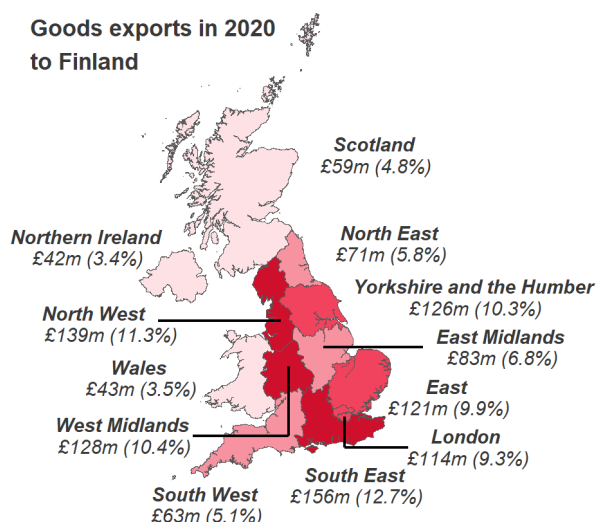 Goods exports in 2020
to Finland
Scotland
£59m (4.8%)
Northern Ireland
£42m (3.4%)
North East
£71m (5.8%)
Yorkshire and the Humber
£126m (10.3%)
North West
£139m (11.3%)
East Midlands
£83m (6.8%)
Wales
£43m (3.5%)
East
£121m (9.9%)
West Midlands
£128m (10.4%)
London
£114m (9.3%)
South East
£156m (12.7%)
South West
£63m (5.1%)